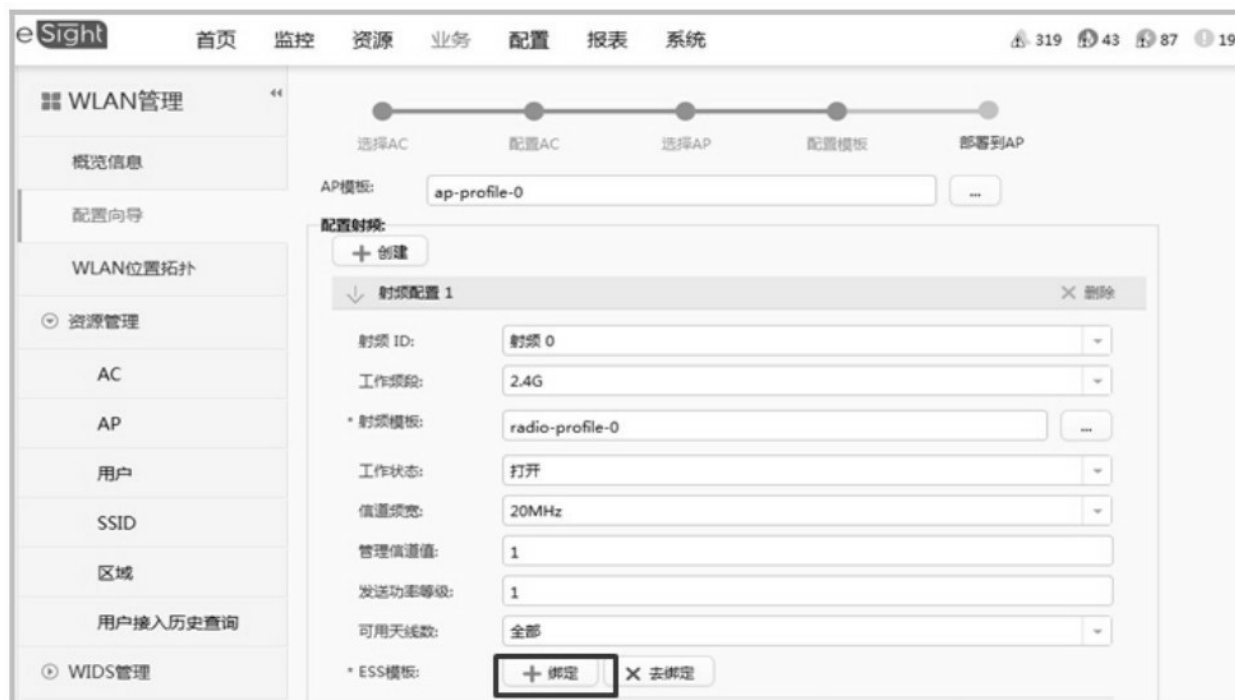 eSight
首页 监控 资源 业务 配置 报表 系统 319 43 87 19
WLAN管理
概览信息
配置向导
WLAN位置拓扑
资源管理
AC
AP
用户
SSID
区域
用户接入历史查询
WIDS管理
选择AC 配置AC 选择AP 配置模板 部署到AP
AP模板: ap-profile-0 ...
配置射频:
创建
射频配置 1 删除
射频 ID: 射频 0
工作频段: 2.4G
* 射频模板: radio-profile-0 ...
工作状态: 打开
信道频宽: 20MHz
管理信道值: 1
发送功率等级: 1
可用天线数: 全部
* ESS模板: 绑定 去绑定